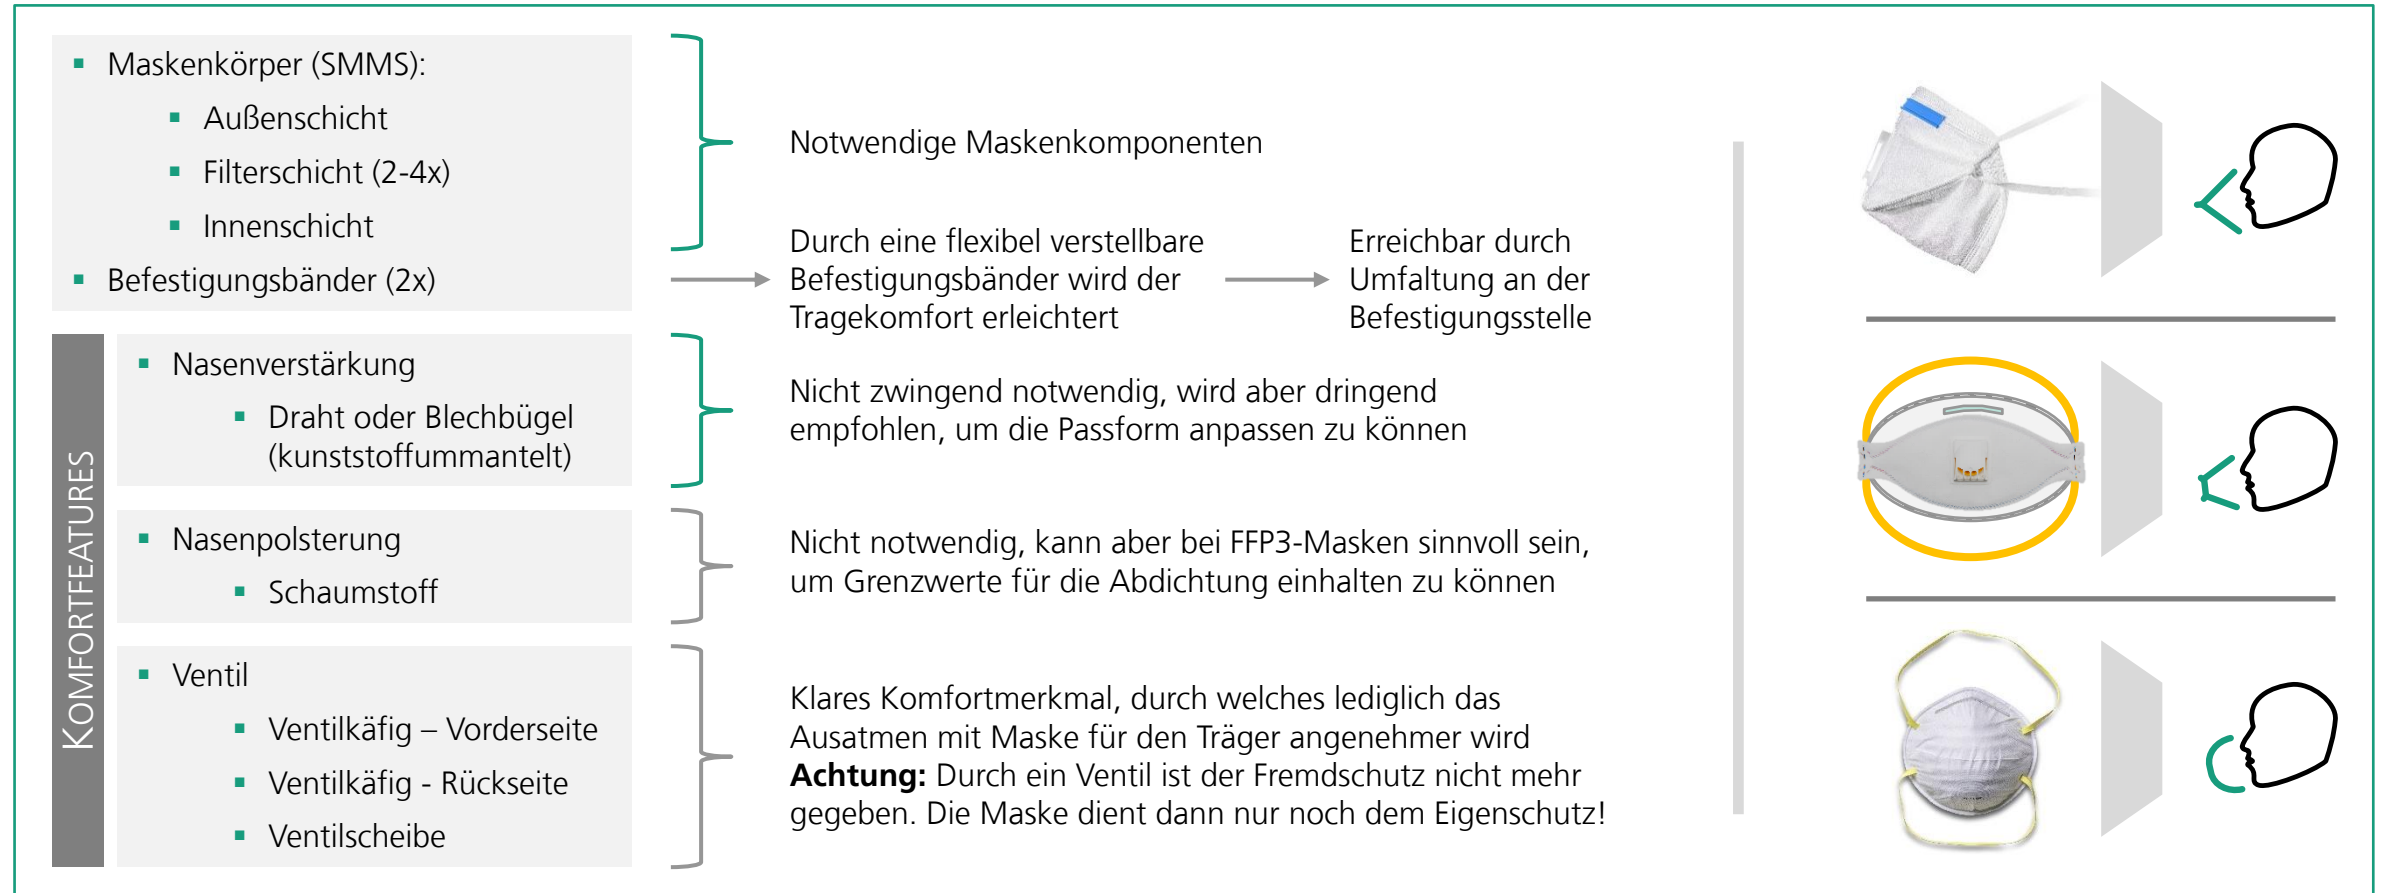 Maskenkörper (SMMS):
Außenschicht
Filterschicht (2-4x)
Innenschicht
Befestigungsbänder (2x)
Notwendige Maskenkomponenten
Durch eine flexibel verstellbare
Befestigungsbänder wird der
Tragekomfort erleichtert
Erreichbar durch
Umfaltung an der
Befestigungsstelle
KOMFORTFEATURES
Nasenverstärkung
Draht oder Blechbügel
(kunststoffummantelt)
Nicht zwingend notwendig, wird aber dringend
empfohlen, um die Passform anpassen zu können
Nasenpolsterung
Schaumstoff
Nicht notwendig, kann aber bei FFP3-Masken sinnvoll sein,
um Grenzwerte für die Abdichtung einhalten zu können
Ventil
Ventilkäfig – Vorderseite
Ventilkäfig - Rückseite
Ventilscheibe
Klares Komfortmerkmal, durch welches lediglich das
Ausatmen mit Maske für den Träger angenehmer wird
Achtung: Durch ein Ventil ist der Fremdschutz nicht mehr
gegeben. Die Maske dient dann nur noch dem Eigenschutz!